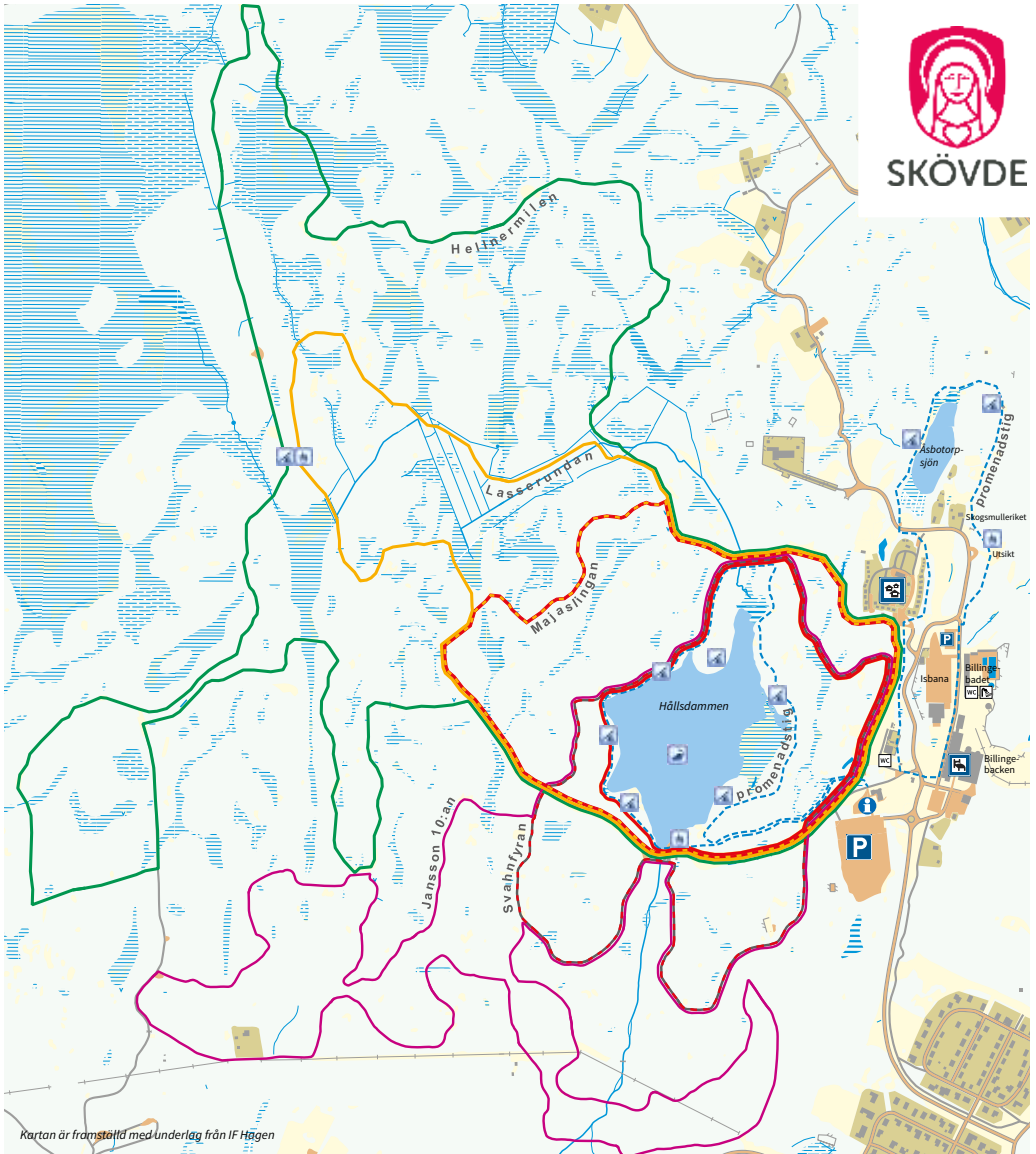 SKÖVDE
Hellnermilen
Lasserundan
Majaslingan
Åsbotorp-
sjön
promenadstig
Skogsmulleriket
Utsikt
P
Isbana
Billinge-
badet
WC
Hållsdammen
promenadstig
WC
Billinge-
backen
i
P
Jansson 10:an
Svahnfyran
Kartan är framställd med underlag från IF Hagen